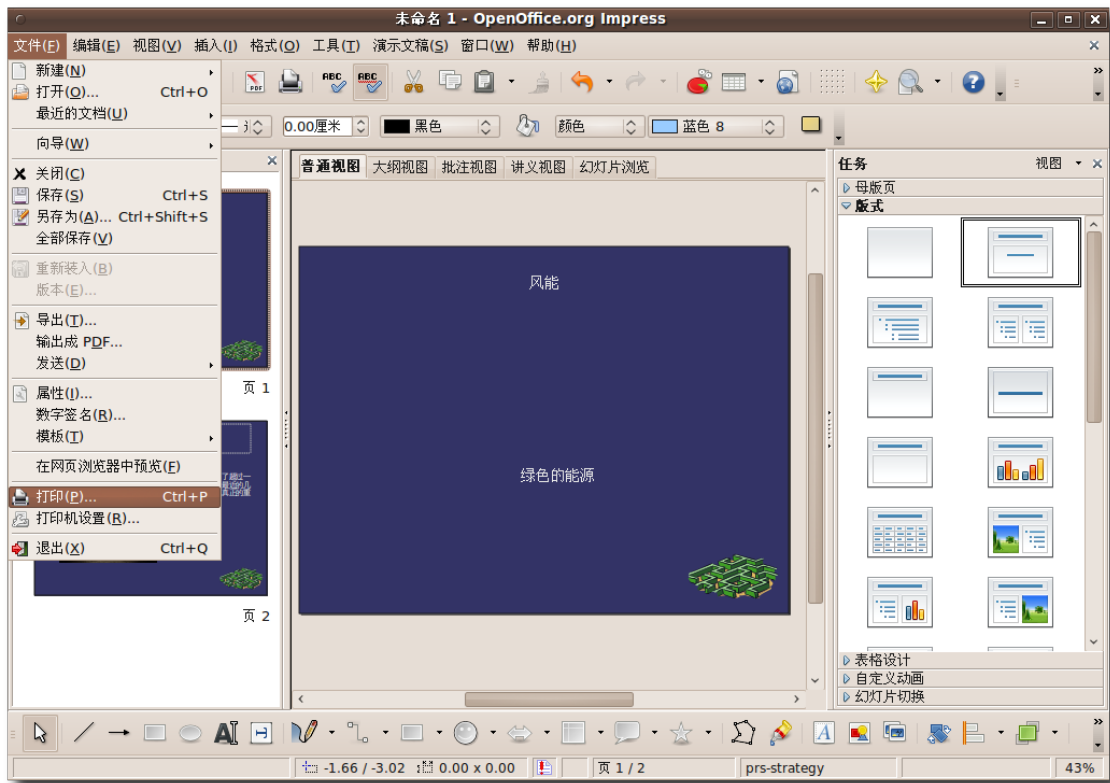 未命名 1 - OpenOffice.org Impress
文件(F) 编辑(E) 视图(V) 插入(I) 格式(O) 工具(T) 演示文稿(S) 窗口(W) 帮助(H)
新建(N)
打开(O)... Ctrl+O
最近的文档(U)
向导(W)
关闭(C)
保存(S) Ctrl+S
另存为(A)... Ctrl+Shift+S
全部保存(V)
重新装入(B)
版本(E)...
导出(T)...
输出成 PDF...
发送(D)
属性(I)...
数字签名(R)...
模板(T)
在网页浏览器中预览(F)
打印(P)... Ctrl+P
打印机设置(R)...
退出(X) Ctrl+Q
PDF ABC ABC
0.00厘米 黑色 颜色 蓝色 8
页 1
页 2
普通视图 大纲视图 批注视图 讲义视图 幻灯片浏览
风能
绿色的能源
任务 视图
母版页
版式
表格设计
自定义动画
幻灯片切换
-1.66 / -3.02 0.00 x 0.00 页 1 / 2 prs-strategy 43%